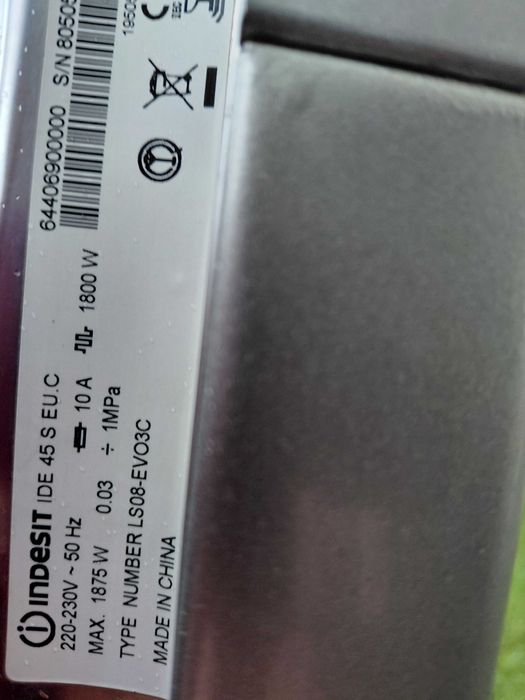 INDESIT IDE 45 S EU.C
220-230V ~ 50 Hz 10 A 1800 W
MAX. 1875 W 0.03 ÷ 1MPa
TYPE NUMBER LS08-EVO3C
MADE IN CHINA
64406900000 S/N 80505